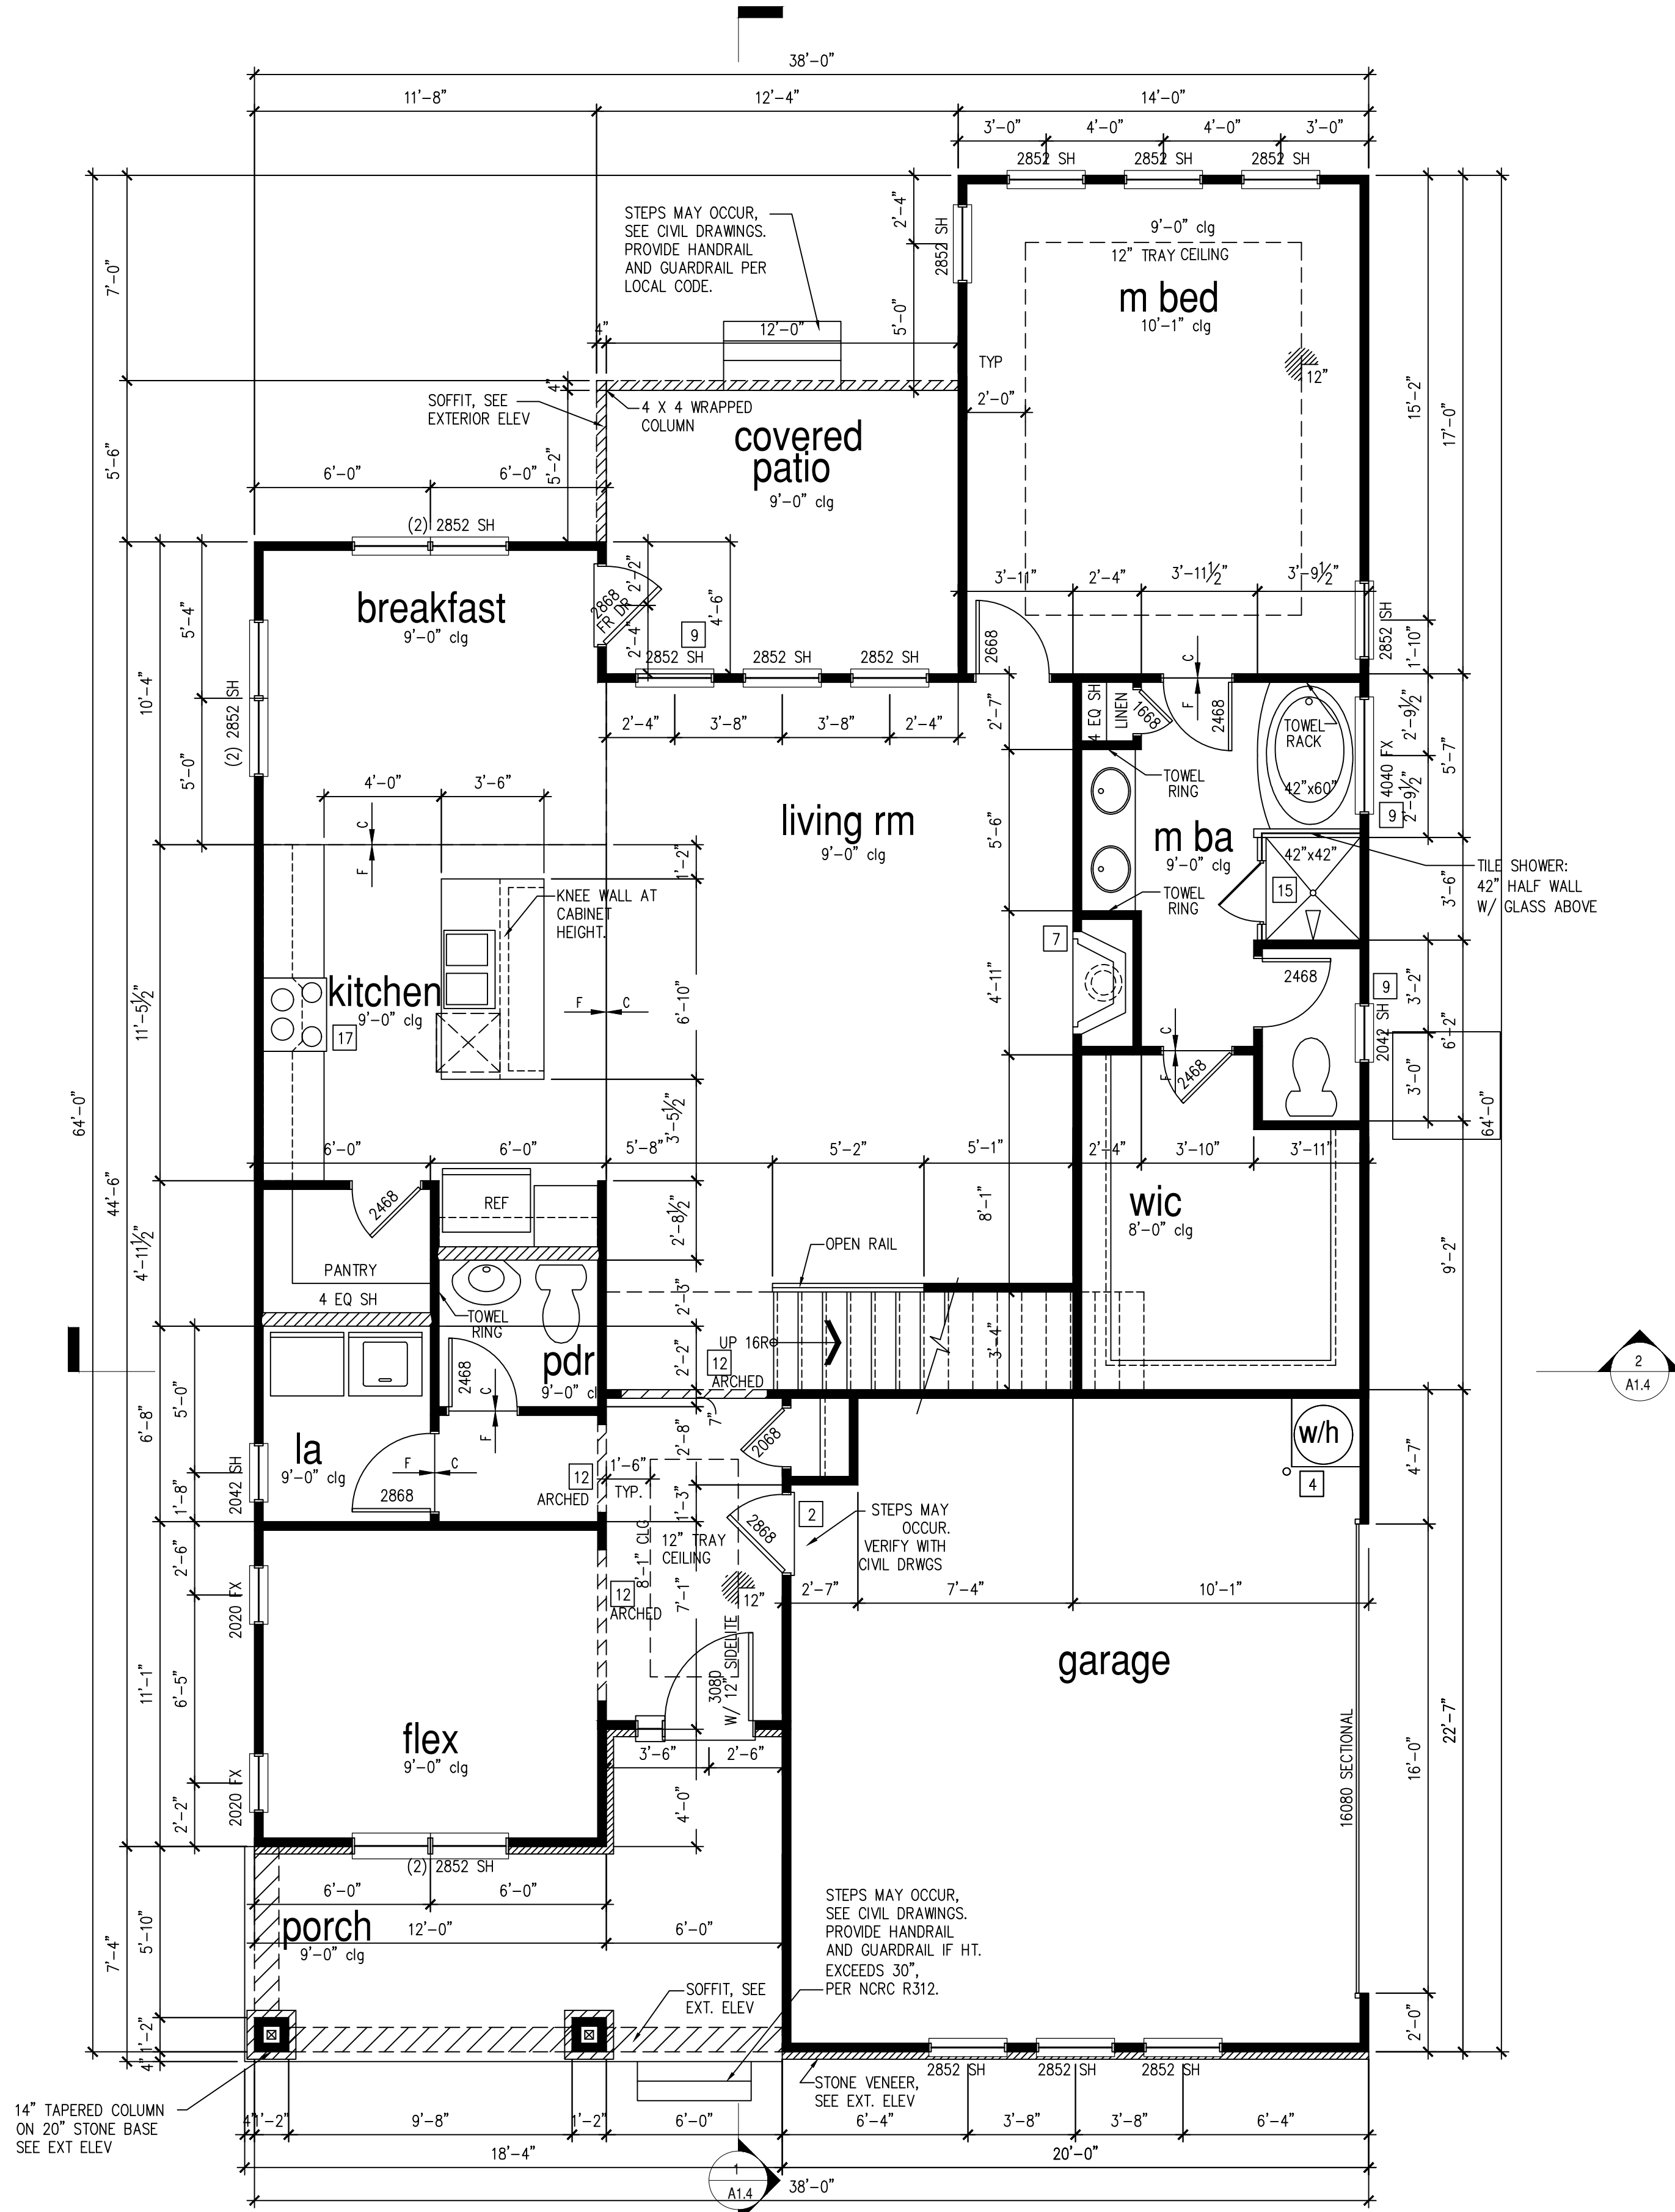 38'-0"
11'-8"
12'-4"
14'-0"
3'-0"
4'-0"
4'-0"
3'-0"
2852 SH
2852 SH
2852 SH
STEPS MAY OCCUR,
SEE CIVIL DRAWINGS.
PROVIDE HANDRAIL
AND GUARDRAIL PER
LOCAL CODE.
2'-4"
2852 SH
9'-0" clg
12" TRAY CEILING
m bed
10'-1" clg
7'-0"
5'-0"
4"
12'-0"
TYP
12"
2'-0"
15'-2"
17'-0"
4"
SOFFIT, SEE
EXTERIOR ELEV
4 X 4 WRAPPED
COLUMN
covered
patio
9'-0" clg
5'-6"
5'-2"
6'-0"
6'-0"
(2) 2852 SH
breakfast
9'-0" clg
2868
FR DR
2'-2"
2'-4"
4'-6"
9
2852 SH
2852 SH
2852 SH
3'-11"
2'-4"
3'-11½"
3'-9½"
2668
2852 SH
1'-10"
5'-4"
10'-4"
5'-0"
(2) 2852 SH
2'-4"
3'-8"
3'-8"
2'-4"
2'-7"
4 EQ SH
LINEN
1668
C
F
2468
TOWEL
RACK
42"x60"
4040 FX
9
2'-9½"
2'-9½"
5'-7"
4'-0"
3'-6"
C
F
TOWEL
RING
living rm
9'-0" clg
5'-6"
m ba
9'-0" clg
42"x42"
15
TILE SHOWER:
42" HALF WALL
W/ GLASS ABOVE
3'-6"
1'-2"
KNEE WALL AT
CABINET
HEIGHT.
TOWEL
RING
7
4'-11"
kitchen
9'-0" clg
17
F
C
6'-10"
11'-5½"
2468
9
2042 SH
3'-2"
3'-0"
6'-2"
64'-0"
64'-0"
C
F
2468
3'-5½"
6'-0"
6'-0"
5'-8"
5'-2"
5'-1"
2'-4"
3'-10"
3'-11"
44'-6"
2468
REF
8'-1"
wic
8'-0" clg
9'-2"
2'-8½"
OPEN RAIL
4'-11½"
PANTRY
4 EQ SH
TOWEL
RING
2'-3"
UP 16R
3'-4"
2'-2"
12
ARCHED
2468
pdr
9'-0" cl
C
F
7"
2
A1.4
5'-0"
6'-8"
la
9'-0" clg
F
C
2868
2042 SH
1'-8"
12
ARCHED
1'-6"
TYP.
2'-8"
2068
w/h
4
4'-7"
1'-3"
2868
2
STEPS MAY
OCCUR.
VERIFY WITH
CIVIL DRWGS
2'-6"
2020 FX
8'-1" CLG
12" TRAY
CEILING
12
ARCHED
7'-1"
12"
2'-7"
7'-4"
10'-1"
11'-1"
6'-5"
3080
W/ 12" SIDELITE
garage
flex
9'-0" clg
2020 FX
2'-2"
3'-6"
2'-6"
4'-0"
16080 SECTIONAL
16'-0"
22'-7"
(2) 2852 SH
6'-0"
6'-0"
porch
9'-0" clg
12'-0"
6'-0"
5'-10"
7'-4"
STEPS MAY OCCUR,
SEE CIVIL DRAWINGS.
PROVIDE HANDRAIL
AND GUARDRAIL IF HT.
EXCEEDS 30",
PER NCRC R312.
SOFFIT, SEE
EXT. ELEV
2'-0"
1'-2"
4"
2852 SH
2852 SH
2852 SH
STONE VENEER,
SEE EXT. ELEV
14" TAPERED COLUMN
ON 20" STONE BASE
SEE EXT ELEV
4"
1'-2"
9'-8"
1'-2"
6'-0"
6'-4"
3'-8"
3'-8"
6'-4"
18'-4"
20'-0"
1
A1.4
38'-0"